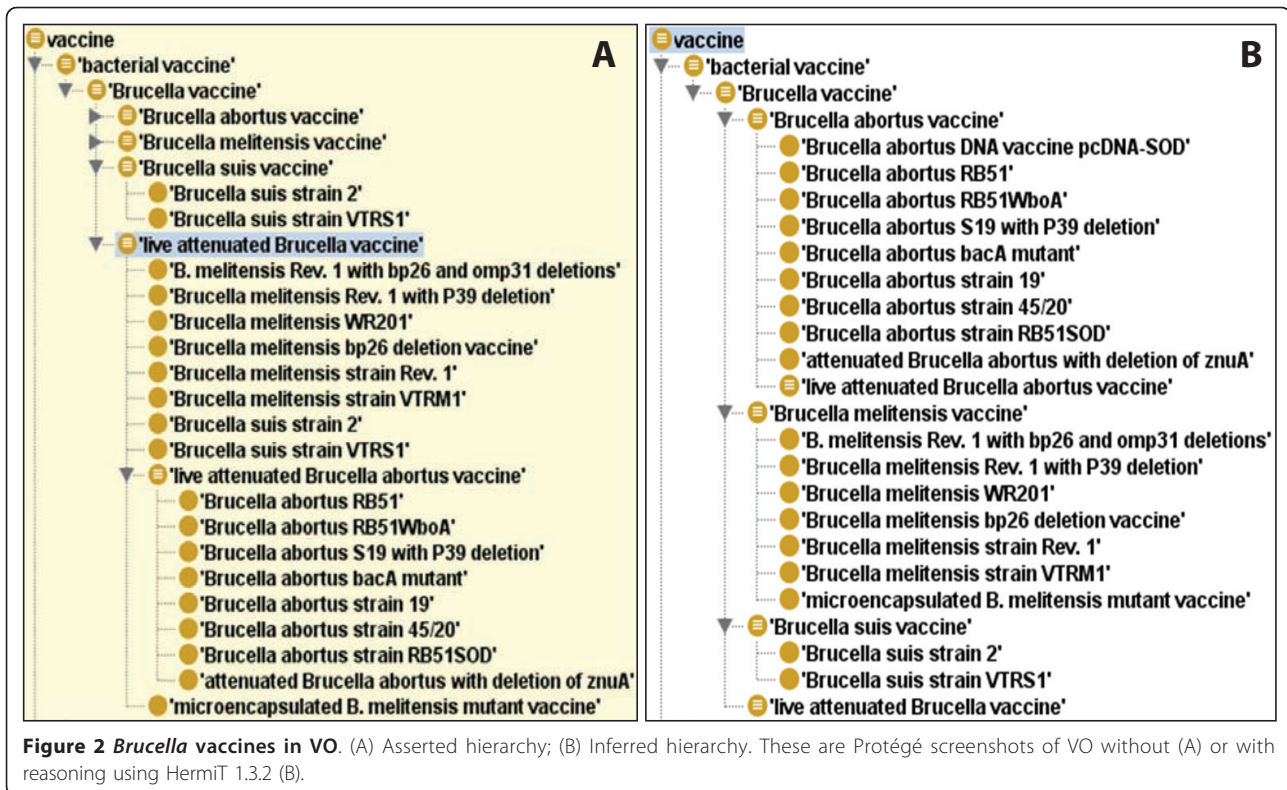 A
vaccine
'bacterial vaccine'
'Brucella vaccine'
'Brucella abortus vaccine'
'Brucella melitensis vaccine'
'Brucella suis vaccine'
'Brucella suis strain 2'
'Brucella suis strain VTRS1'
'live attenuated Brucella vaccine'
'B. melitensis Rev. 1 with bp26 and omp31 deletions'
'Brucella melitensis Rev. 1 with P39 deletion'
'Brucella melitensis WR201'
'Brucella melitensis bp26 deletion vaccine'
'Brucella melitensis strain Rev. 1'
'Brucella melitensis strain VTRM1'
'Brucella suis strain 2'
'Brucella suis strain VTRS1'
'live attenuated Brucella abortus vaccine'
'Brucella abortus RB51'
'Brucella abortus RB51WboA'
'Brucella abortus S19 with P39 deletion'
'Brucella abortus bacA mutant'
'Brucella abortus strain 19'
'Brucella abortus strain 45/20'
'Brucella abortus strain RB51SOD'
'attenuated Brucella abortus with deletion of znuA'
'microencapsulated B. melitensis mutant vaccine'
B
vaccine
'bacterial vaccine'
'Brucella vaccine'
'Brucella abortus vaccine'
'Brucella abortus DNA vaccine pcDNA-SOD'
'Brucella abortus RB51'
'Brucella abortus RB51WboA'
'Brucella abortus S19 with P39 deletion'
'Brucella abortus bacA mutant'
'Brucella abortus strain 19'
'Brucella abortus strain 45/20'
'Brucella abortus strain RB51SOD'
'attenuated Brucella abortus with deletion of znuA'
'live attenuated Brucella abortus vaccine'
'Brucella melitensis vaccine'
'B. melitensis Rev. 1 with bp26 and omp31 deletions'
'Brucella melitensis Rev. 1 with P39 deletion'
'Brucella melitensis WR201'
'Brucella melitensis bp26 deletion vaccine'
'Brucella melitensis strain Rev. 1'
'Brucella melitensis strain VTRM1'
'microencapsulated B. melitensis mutant vaccine'
'Brucella suis vaccine'
'Brucella suis strain 2'
'Brucella suis strain VTRS1'
'live attenuated Brucella vaccine'
Figure 2 Brucella vaccines in VO. (A) Asserted hierarchy; (B) Inferred hierarchy. These are Protégé screenshots of VO without (A) or with
reasoning using HermiT 1.3.2 (B).